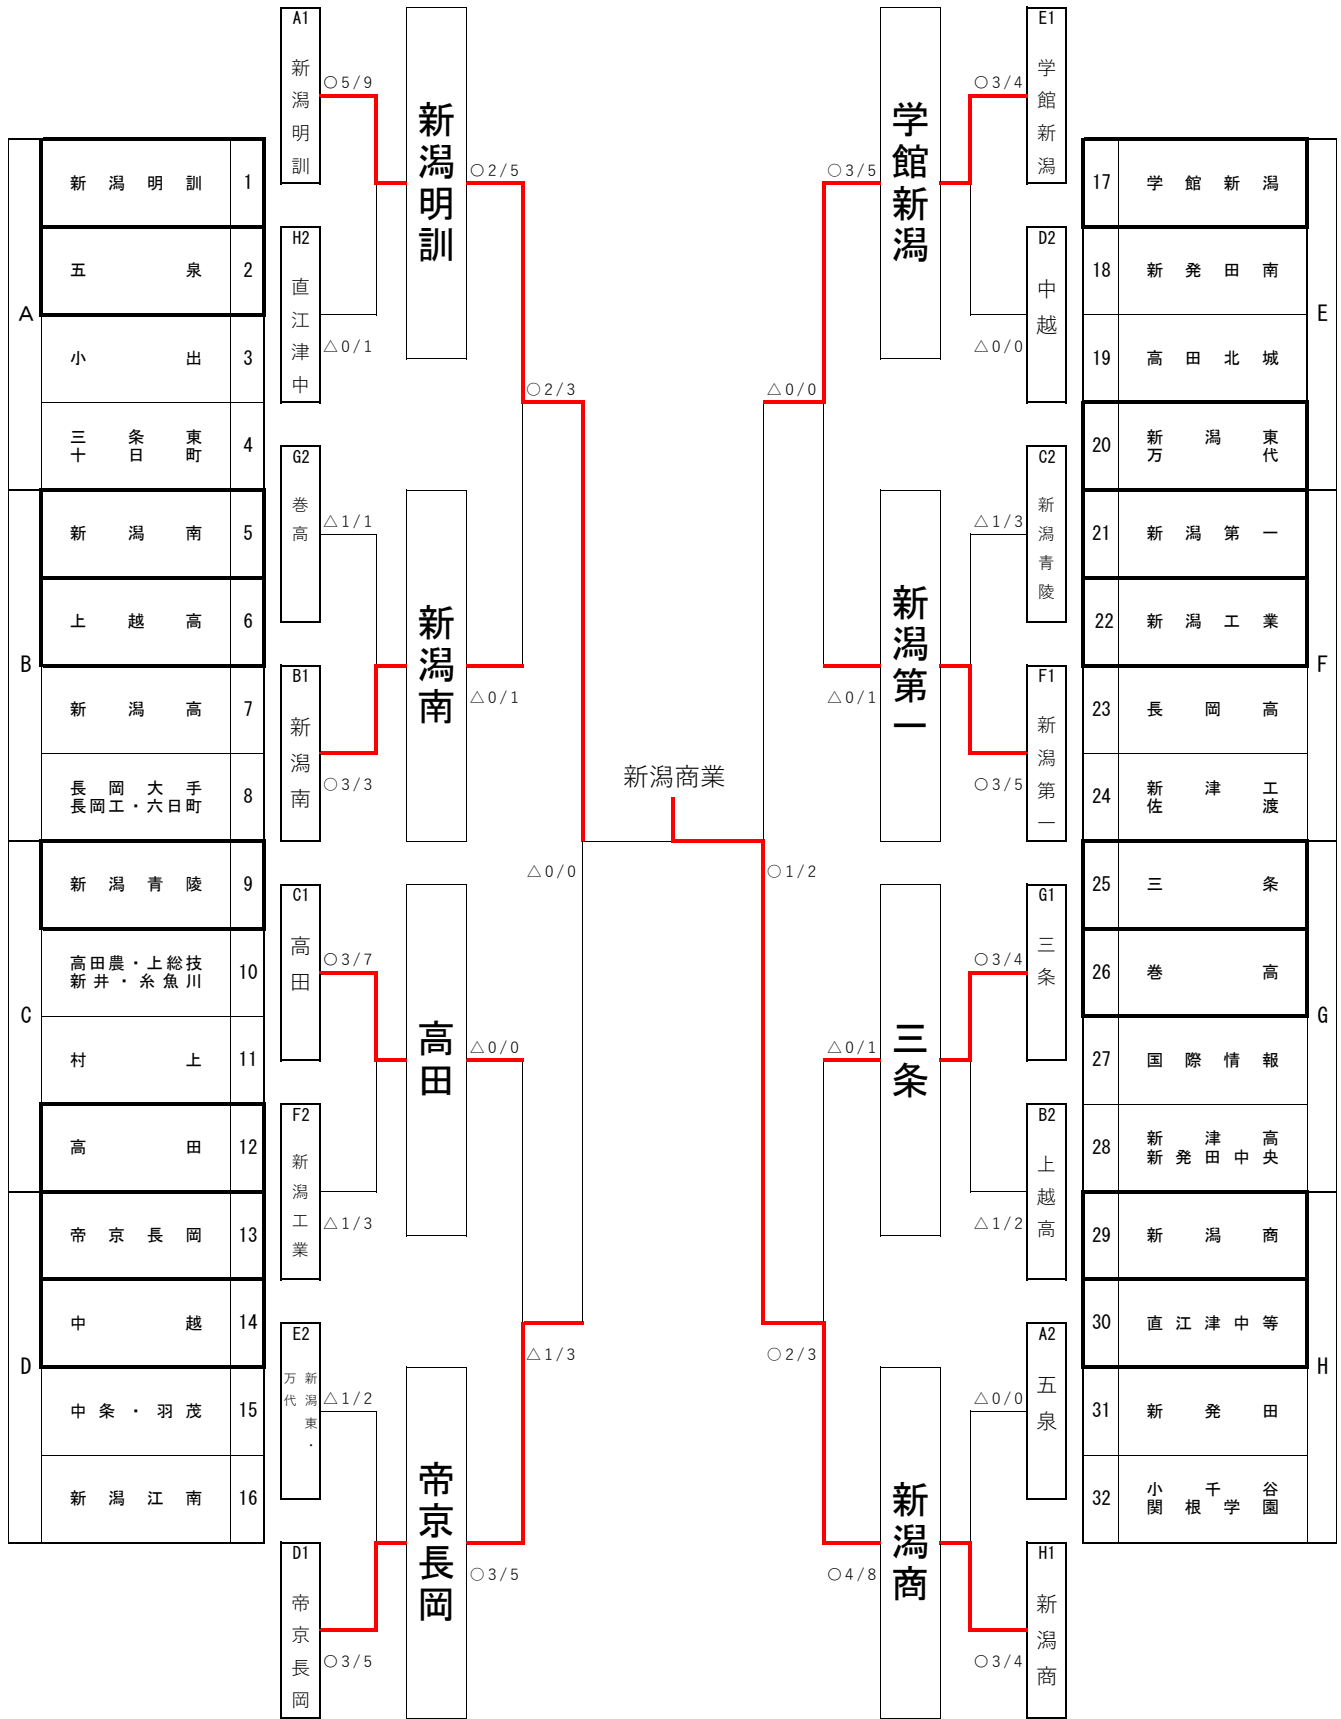 A
新潟明訓 1
五泉 2
小出 3
三条東
十日町 4
B
新潟南 5
上越高 6
新潟高 7
長岡大手
長岡工・六日町 8
C
新潟青陵 9
高田農・上総技
新井・糸魚川 10
村上 11
高田 12
D
帝京長岡 13
中越 14
中条・羽茂 15
新潟江南 16
A1
新潟明訓
○5/9
H2
直江津中
△0/1
G2
巻高
△1/1
B1
新潟南
○3/3
C1
高田
○3/7
F2
新潟工業
△1/3
E2
新潟東・
万代
△1/2
D1
帝京長岡
○3/5
新潟明訓
○2/5
新潟南
△0/1
高田
△0/0
帝京長岡
○3/5
○2/3
△1/3
△0/0
新潟商業
○1/2
△0/0
○2/3
学館新潟
○3/5
新潟第一
△0/1
三条
△0/1
新潟商
○4/8
E1
学館新潟
○3/4
D2
中越
△0/0
C2
新潟青陵
△1/3
F1
新潟第一
○3/5
G1
三条
○3/4
B2
上越高
△1/2
A2
五泉
△0/0
H1
新潟商
○3/4
E
17 学館新潟
18 新発田南
19 高田北城
20 新潟東
万代
F
21 新潟第一
22 新潟工業
23 長岡高
24 新津工
佐渡
G
25 三条
26 巻高
27 国際情報
28 新津高
新発田中央
H
29 新潟商
30 直江津中等
31 新発田
32 小千谷
関根学園